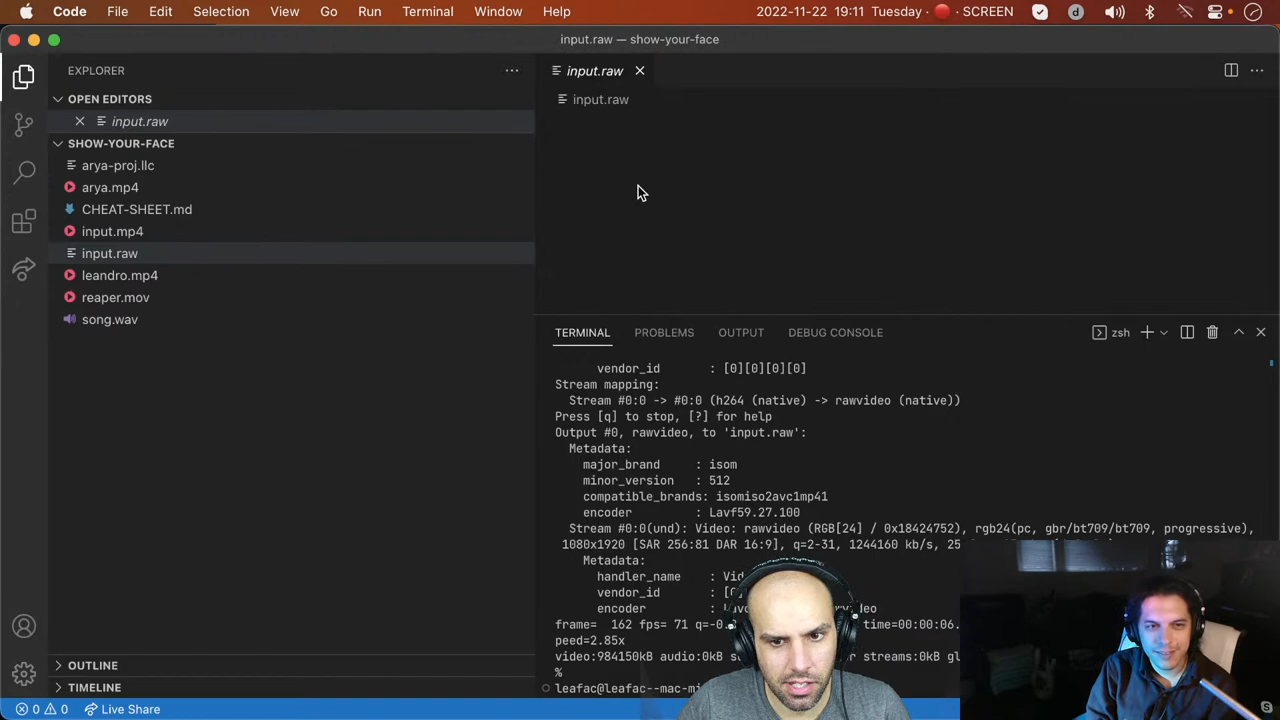 Code File Edit Selection View Go Run Terminal Window Help 2022-11-22 19:11 Tuesday SCREEN
input.raw — show-your-face
EXPLORER
input.raw
OPEN EDITORS
input.raw
input.raw
SHOW-YOUR-FACE
arya-proj.llc
arya.mp4
CHEAT-SHEET.md
input.mp4
input.raw
leandro.mp4
reaper.mov
song.wav
OUTLINE
TIMELINE
TERMINAL PROBLEMS OUTPUT DEBUG CONSOLE zsh
vendor_id : [0][0][0][0]
Stream mapping:
Stream #0:0 -> #0:0 (h264 (native) -> rawvideo (native))
Press [q] to stop, [?] for help
Output #0, rawvideo, to 'input.raw':
Metadata:
major_brand : isom
minor_version : 512
compatible_brands: isomiso2avc1mp41
encoder : Lavf59.27.100
Stream #0:0(und): Video: rawvideo (RGB[24] / 0x18424752), rgb24(pc, gbr/bt709/bt709, progressive),
1080x1920 [SAR 256:81 DAR 16:9], q=2-31, 1244160 kb/s, 25
Metadata:
handler_name : Vid
vendor_id : [0
encoder :
frame= 162 fps= 71 time=00:00:06.
peed=2.85x
video:984150kB audio:0kB s r streams:0kB gl
%
leafac@leafac--mac-mi
0 0 Live Share